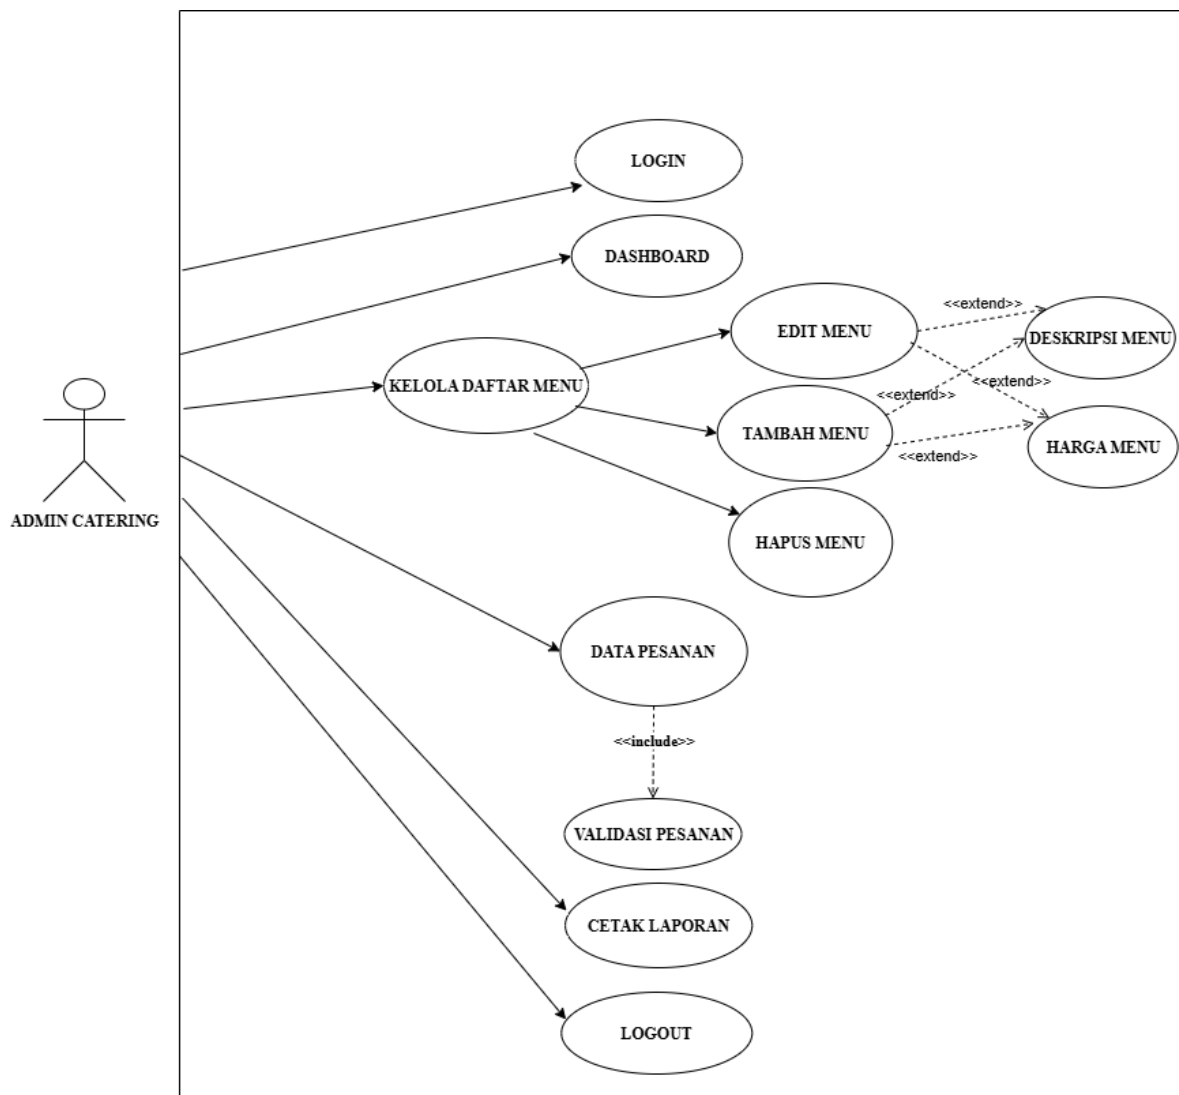 LOGIN
DASHBOARD
EDIT MENU
<<extend>>
DESKRIPSI MENU
KELOLA DAFTAR MENU
<<extend>>
<<extend>>
TAMBAH MENU
HARGA MENU
<<extend>>
ADMIN CATERING
HAPUS MENU
DATA PESANAN
<<include>>
VALIDASI PESANAN
CETAK LAPORAN
LOGOUT